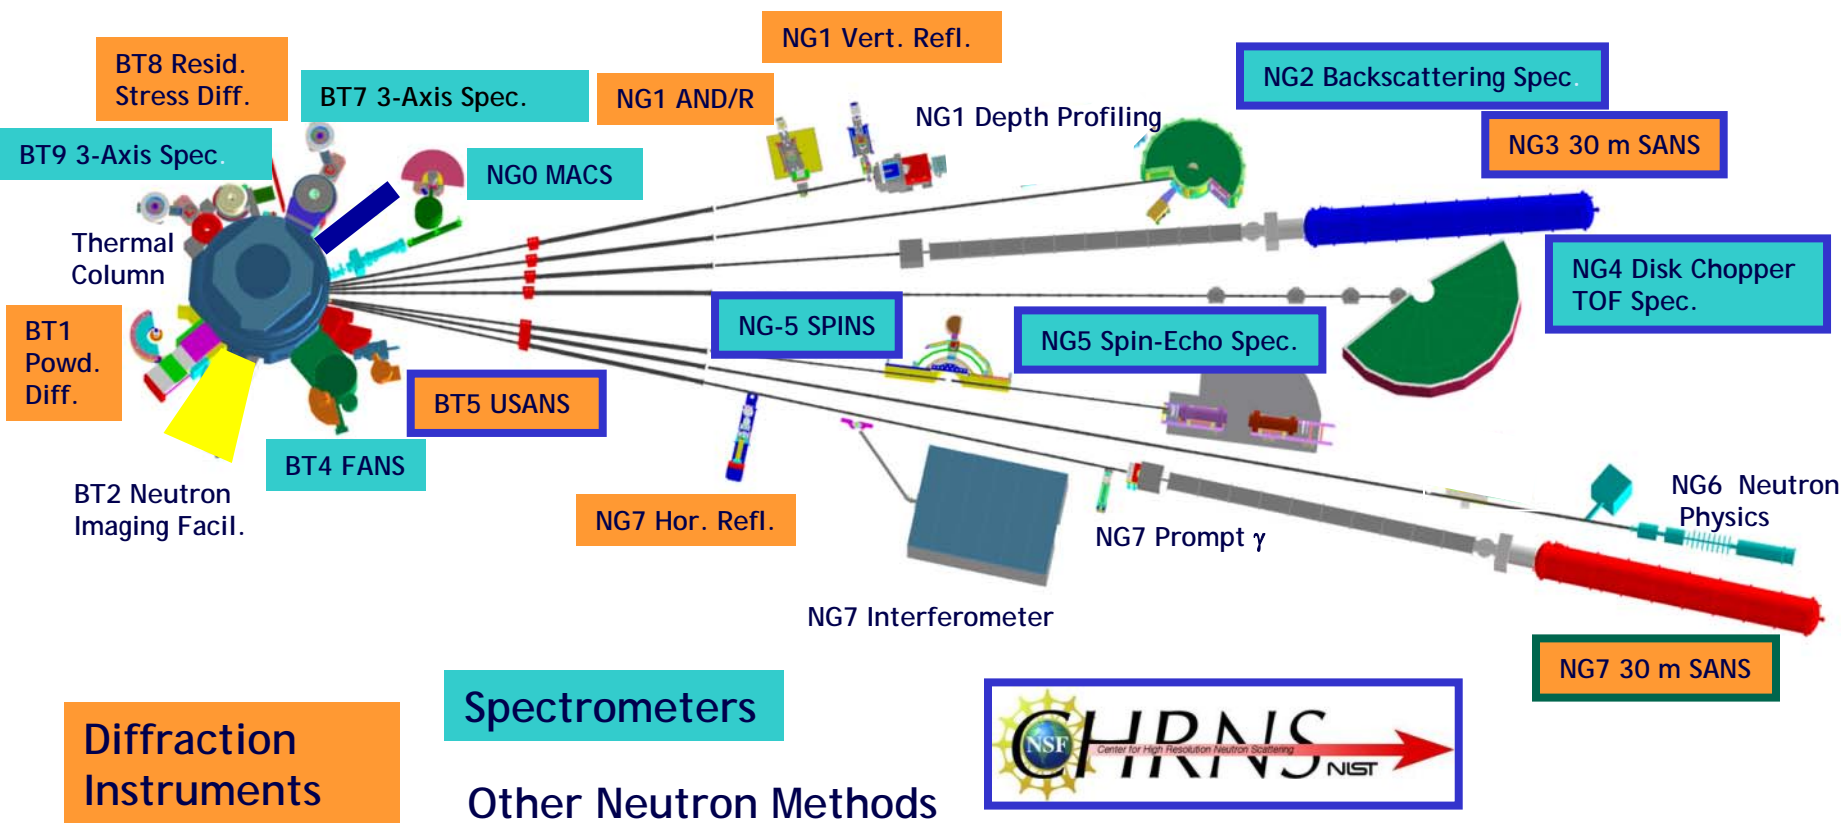 NG1 Vert. Refl.
BT8 Resid.
Stress Diff.
BT7 3-Axis Spec.
NG1 AND/R
NG2 Backscattering Spec.
NG1 Depth Profiling
NG3 30 m SANS
BT9 3-Axis Spec.
NG0 MACS
Thermal
Column
NG4 Disk Chopper
TOF Spec.
BT1
Powd.
Diff.
NG-5 SPINS
NG5 Spin-Echo Spec.
BT5 USANS
BT4 FANS
BT2 Neutron
Imaging Facil.
NG7 Hor. Refl.
NG7 Prompt γ
NG6 Neutron
Physics
NG7 Interferometer
NG7 30 m SANS
Diffraction
Instruments
Spectrometers
Other Neutron Methods
NSF
CHRNS
Center for High Resolution Neutron Scattering
NIST